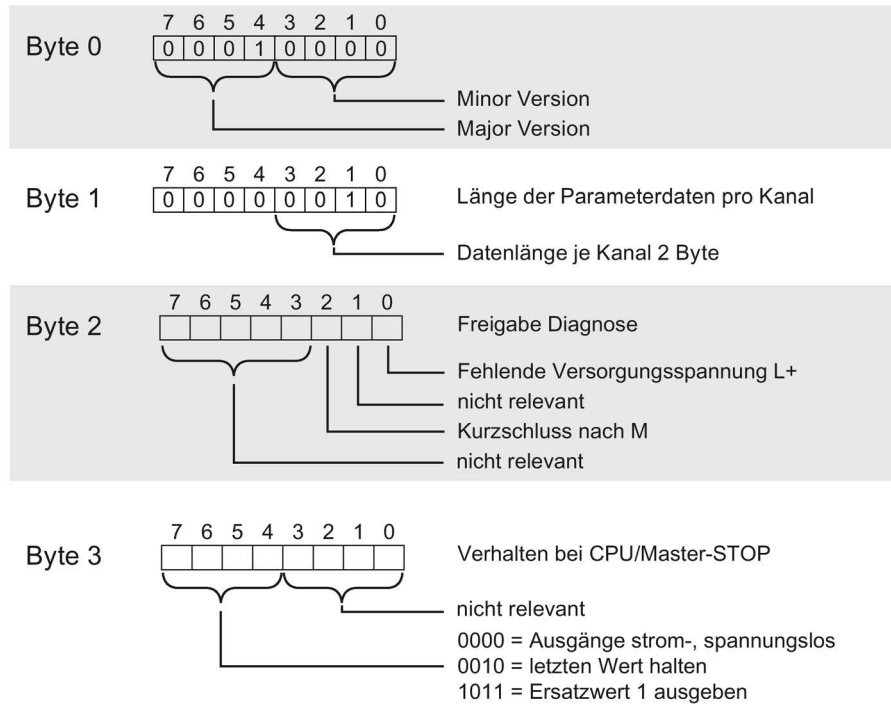 7 6 5 4 3 2 1 0
Byte 0 0 0 0 1 0 0 0 0
Minor Version
Major Version
7 6 5 4 3 2 1 0
Byte 1 0 0 0 0 0 0 1 0 Länge der Parameterdaten pro Kanal
Datenlänge je Kanal 2 Byte
7 6 5 4 3 2 1 0
Byte 2 Freigabe Diagnose
Fehlende Versorgungsspannung L+
nicht relevant
Kurzschluss nach M
nicht relevant
7 6 5 4 3 2 1 0
Byte 3 Verhalten bei CPU/Master-STOP
nicht relevant
0000 = Ausgänge strom-, spannungslos
0010 = letzten Wert halten
1011 = Ersatzwert 1 ausgeben